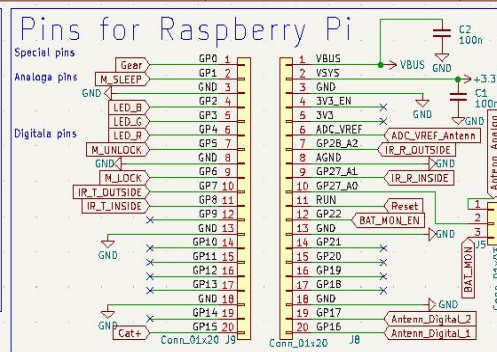 Pins for Raspberry Pi
Special pins
Analoga pins
Digitala pins
Gear GP0 1
M_SLEEP GP1 2
GND GND 3
LED_B GP2 4
LED_G GP3 5
LED_R GP4 6
M_UNLOCK GP5 7
GND GND 8
M_LOCK GP6 9
IR_T_OUTSIDE GP7 10
IR_T_INSIDE GP8 11
GP9 12
GND GND 13
GP10 14
GP11 15
GP12 16
GP13 17
GND GND 18
GP14 19
Cat+ GP15 20
Conn_01x20 J9
1 VBUS VBUS
2 VSYS +3.3
3 GND GND
4 3V3_EN
5 3V3
6 ADC_VREF ADC_VREF_Antenn
7 GP28_A2 IR_R_OUTSIDE
8 AGND GND
9 GP27_A1 IR_R_INSIDE
10 GP27_A0
11 RUN Reset
12 GP22 BAT_MON_EN
13 GND GND
14 GP21
15 GP20
16 GP19
17 GP18
18 GND GND
19 GP17 Antenn_Digital_2
20 GP16 Antenn_Digital_1
Conn_01x20 J8
C2
100n
GND
C1
100n
GND
Antenn_Analog
1
2
3
J5
BAT_MON